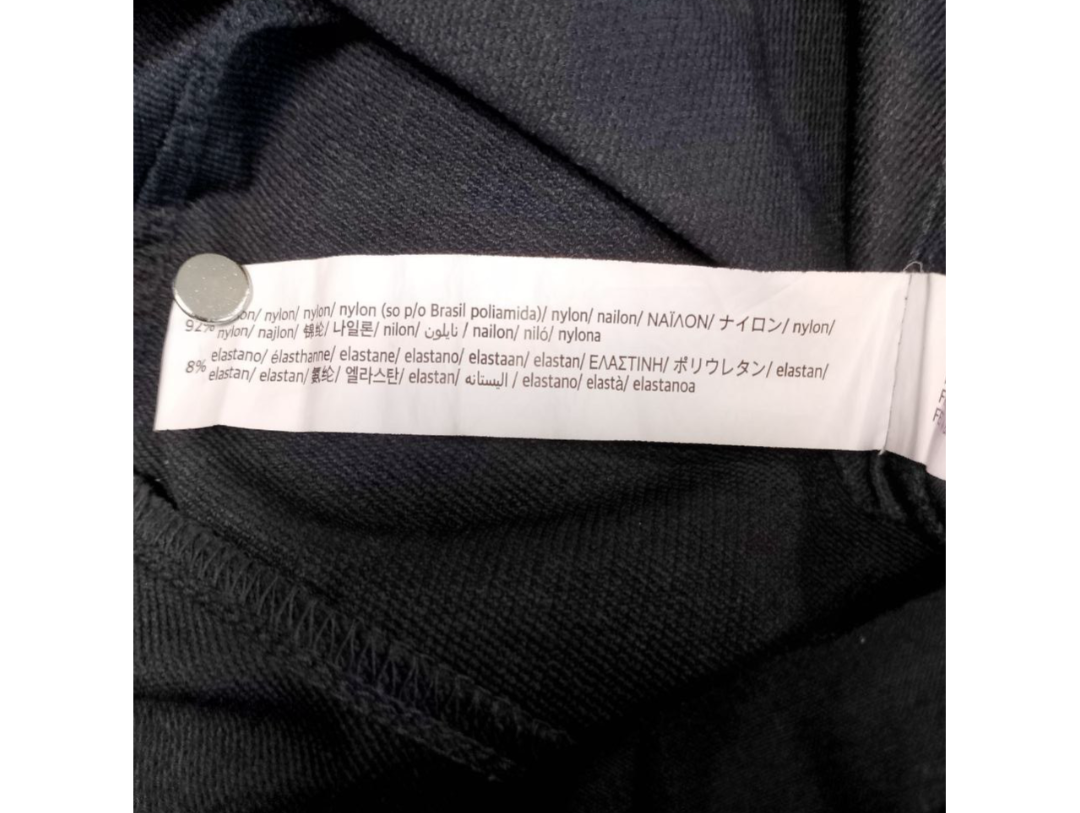 92% nylon/ nylon/ nylon/ nylon (so p/o Brasil poliamida)/ nylon/ nailon/ ΝΑΪΛΟΝ/ ナイロン/ nylon/
nylon/ najlon/ 锦纶/ 나일론/ nilon/ نايلون / nailon/ niló/ nylona
8% elastano/ élasthanne/ elastane/ elastano/ elastaan/ elastan/ ΕΛΑΣΤΙΝΗ/ ポリウレタン/ elastan/
elastan/ elastan/ 氨纶/ 엘라스탄/ elastan/ اليستانه / elastano/ elastà/ elastanoa